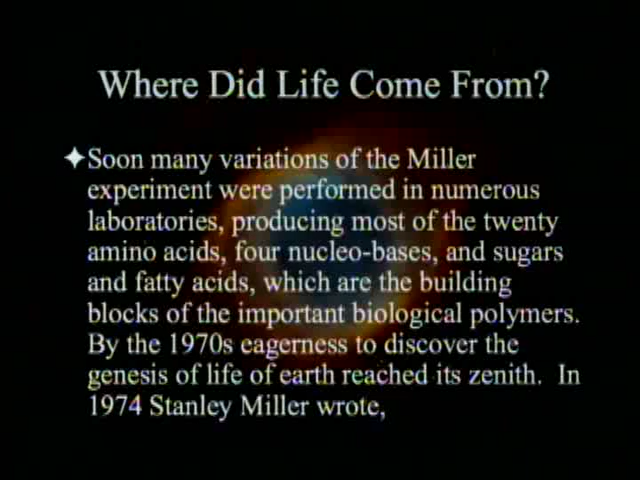 Where Did Life Come From?
Soon many variations of the Miller
experiment were performed in numerous
laboratories, producing most of the twenty
amino acids, four nucleo-bases, and sugars
and fatty acids, which are the building
blocks of the important biological polymers.
By the 1970s eagerness to discover the
genesis of life of earth reached its zenith.  In
1974 Stanley Miller wrote,